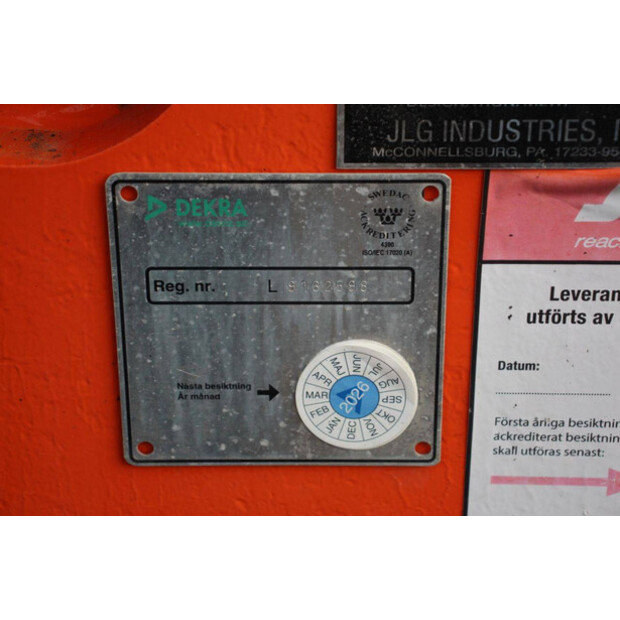 JLG INDUSTRIES,
McCONNELLSBURG, PA. 17233-95
DEKRA
SWEDAC
ACKREDITERING
4280
ISO/IEC 17020 (A)
Reg. nr. L
Nästa besiktning
År månad
JAN
FEB
MAR
APR
MAJ
JUN
JUL
AUG
SEP
OKT
NOV
DEC
2026
reac
Leveran
utförts av
Datum:
Första årliga besiktnin
ackrediterat besiktnin
skall utföras senast: